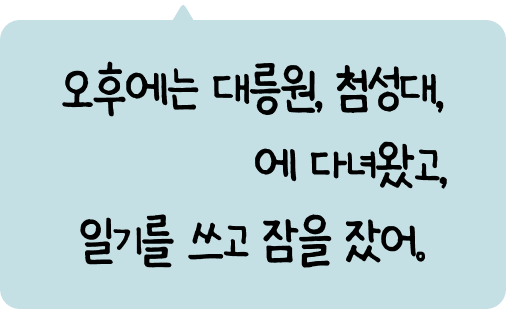 오후에는 대릉원, 첨성대,
에 다녀왔고,
일기를 쓰고 잠을 잤어.